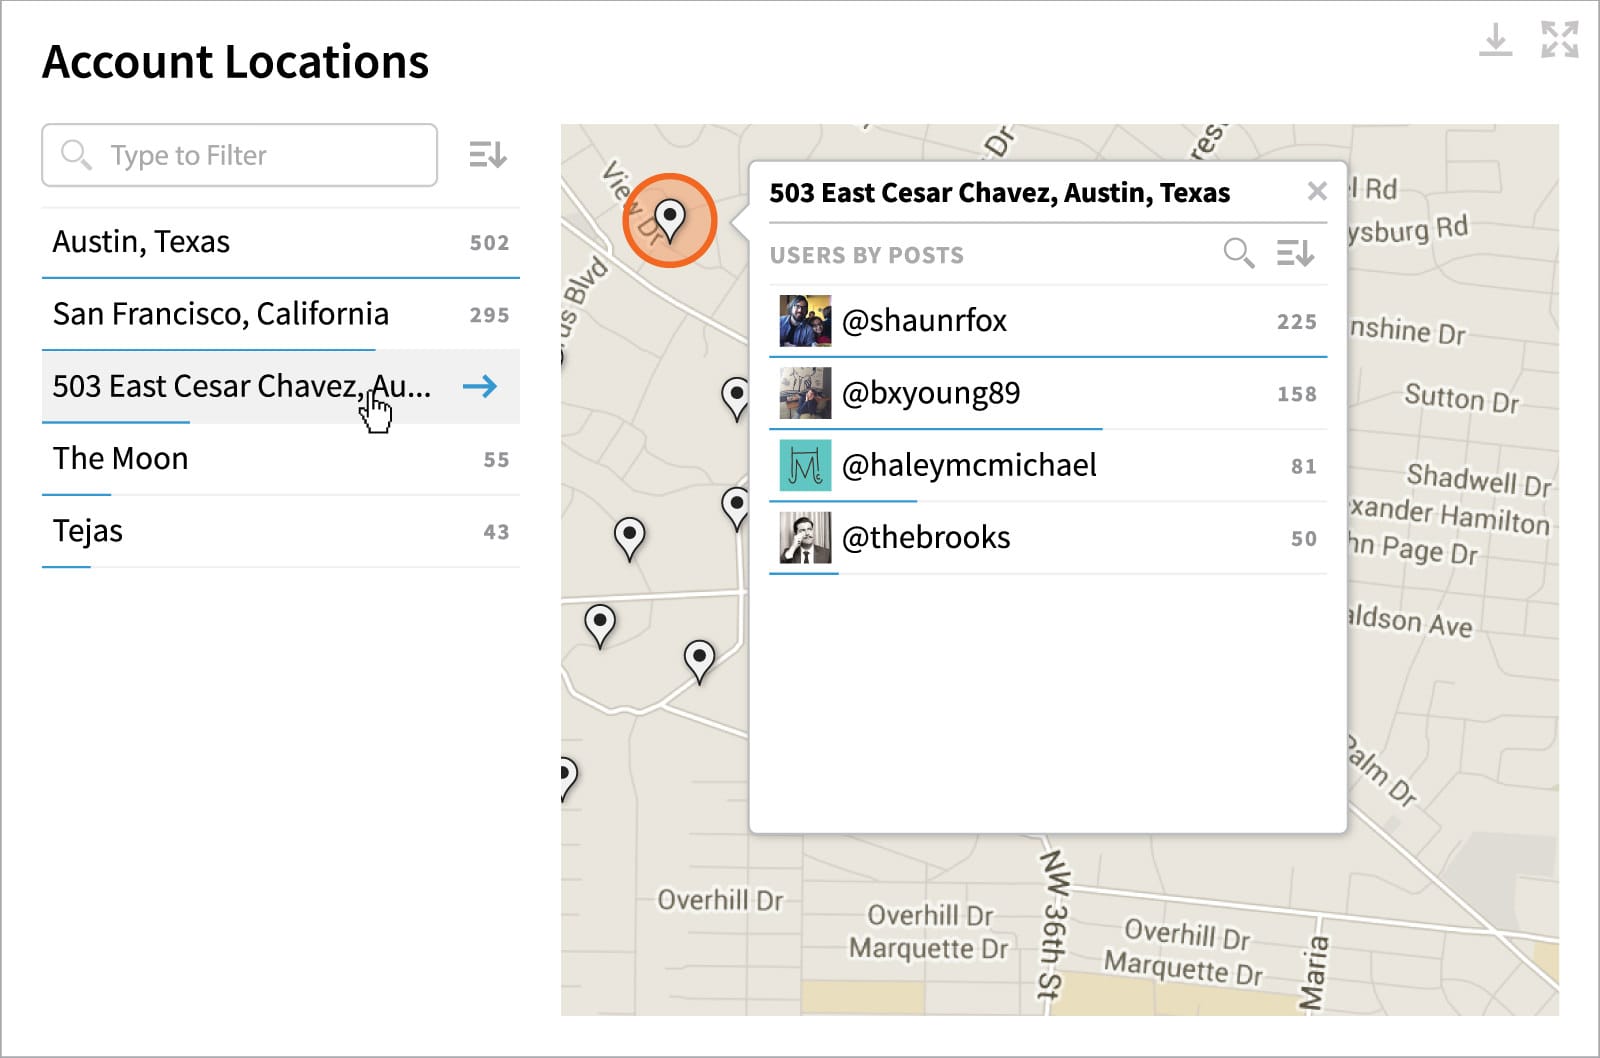 Account Locations
Type to Filter
Austin, Texas 502
San Francisco, California 295
503 East Cesar Chavez, Au...
The Moon 55
Tejas 43
503 East Cesar Chavez, Austin, Texas
USERS BY POSTS
@shaunrfox 225
@bxyoung89 158
@haleymcmichael 81
@thebrooks 50
View Dr
Blvd
Dr
Rd
ysburg Rd
nshine Dr
Sutton Dr
Shadwell Dr
xander Hamilton
hn Page Dr
aldson Ave
Palm Dr
Overhill Dr
Overhill Dr
Marquette Dr
NW 36th St
Overhill Dr
Marquette Dr
Maria